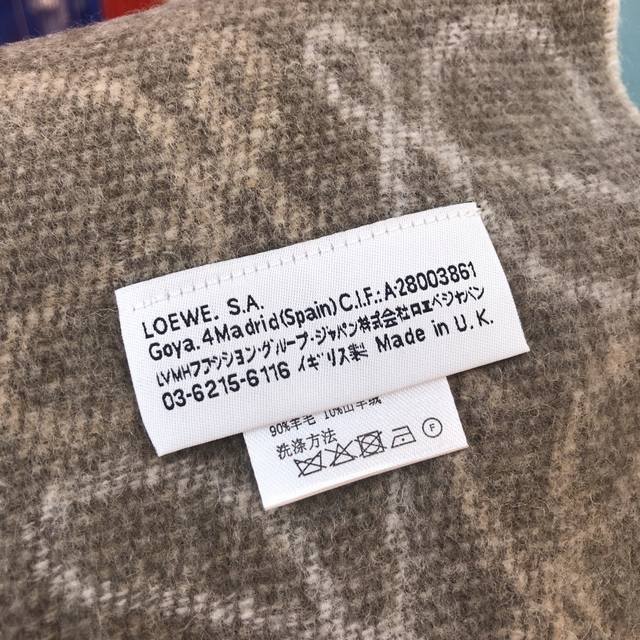 LOEWE. S.A.
Goya. 4 Madrid (Spain) C.I.F.: A-28003861
LVMHファッション・グループ・ジャパン株式会社ロエベジャパン
03-6215-6116 イギリス製 Made in U.K.
90%羊毛 10%山羊绒
洗涤方法
F